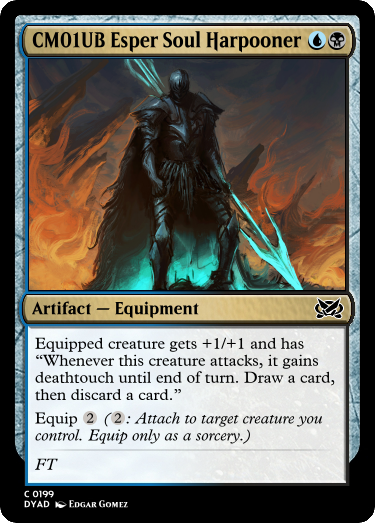 CM01UB Esper Soul Harpooner
Artifact — Equipment
Equipped creature gets +1/+1 and has
“Whenever this creature attacks, it gains
deathtouch until end of turn. Draw a card,
then discard a card.”
Equip 2 (2: Attach to target creature you
control. Equip only as a sorcery.)
FT
C 0199
DYAD Edgar Gomez